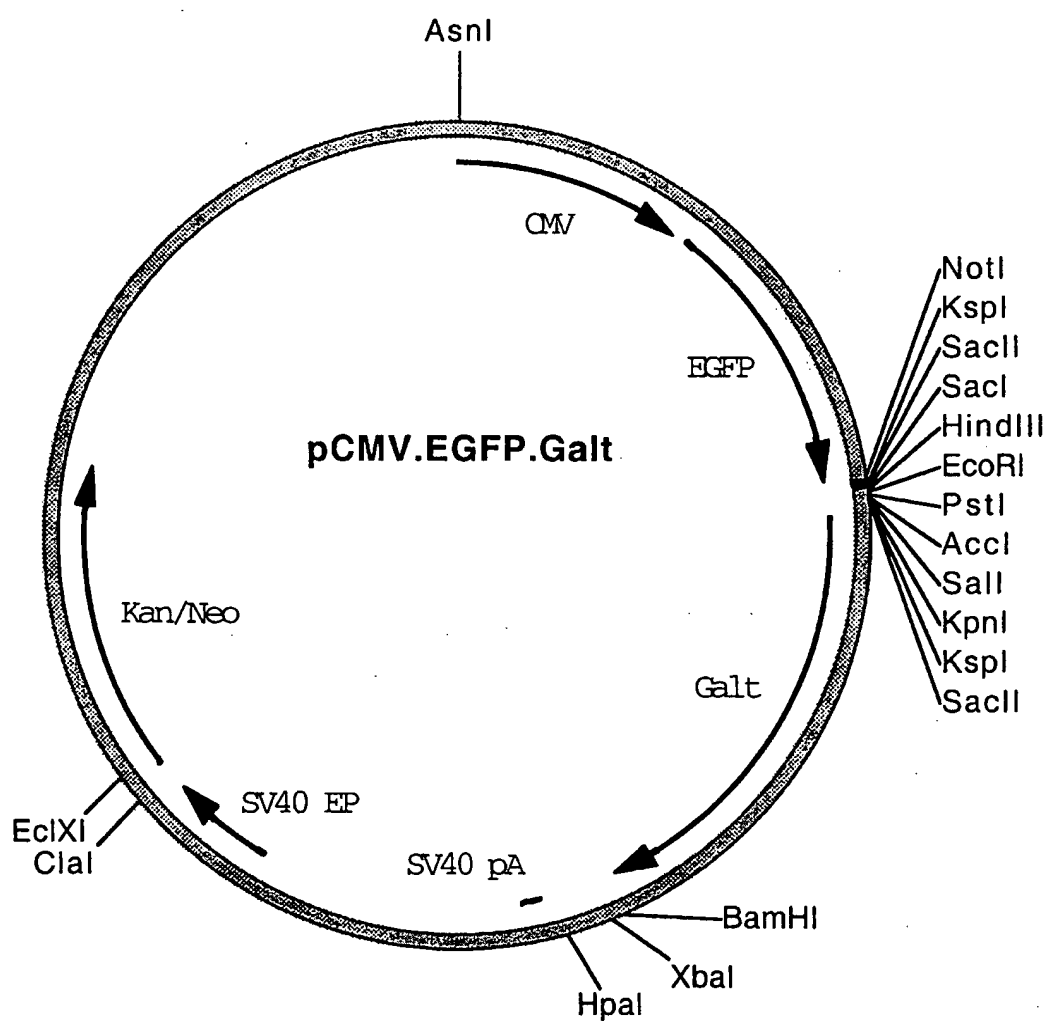 AsnI
CMV
EGFP
NotI
KspI
SacII
SacI
HindIII
EcoRI
PstI
AccI
SalI
KpnI
KspI
SacII
pCMV.EGFP.Galt
Kan/Neo
Galt
SV40 EP
SV40 pA
EclXI
ClaI
BamHI
XbaI
HpaI